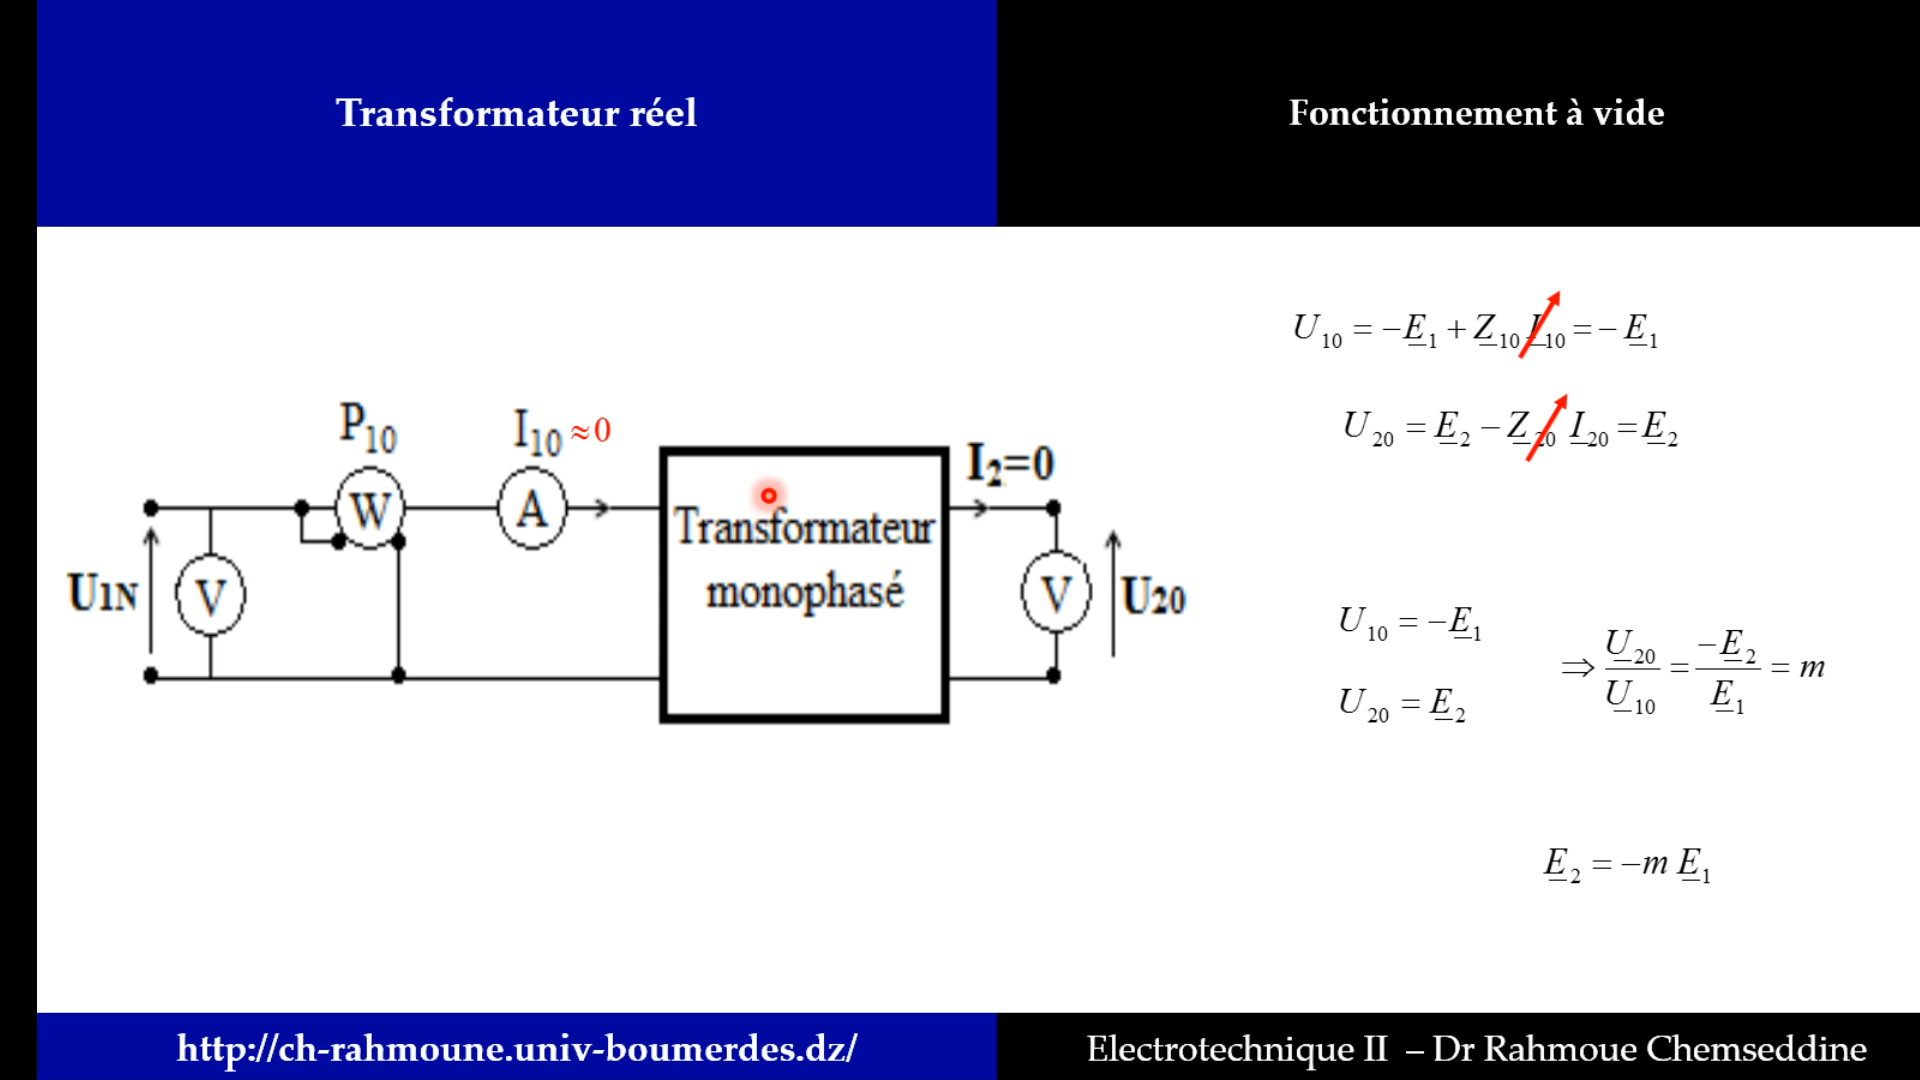 Transformateur réel
Fonctionnement à vide
U10 = −E1 + Z10 I10 = − E1
U20 = E2 − Z20 I20 = E2
P10
I10 ≈0
I2=0
W
A
Transformateur
monophasé
U1N
V
V
U20
U10 = −E1
U20 = E2
⇒ U20/U10 = −E2/E1 = m
E2 = −m E1
http://ch-rahmoune.univ-boumerdes.dz/
Electrotechnique II – Dr Rahmoue Chemseddine